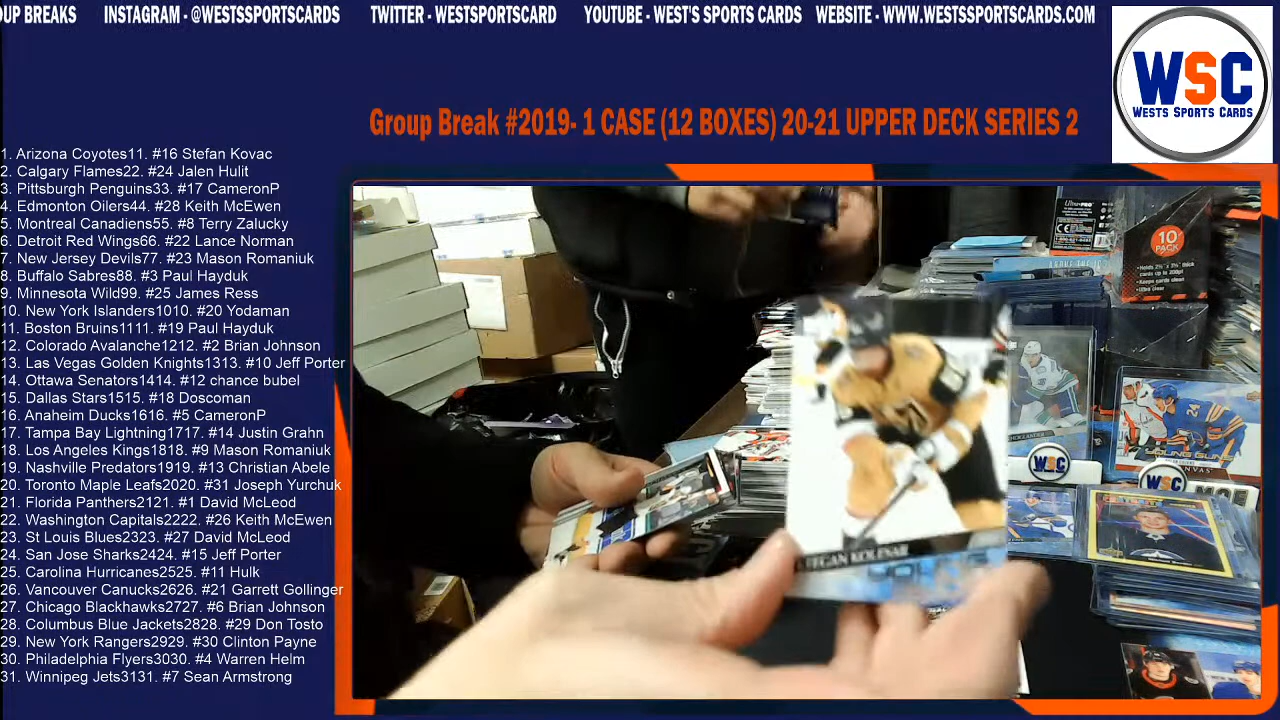 OUP BREAKS INSTAGRAM - @WESTSSPORTSCARDS TWITTER - WESTSSPORTSCARD YOUTUBE - WEST'S SPORTS CARDS WEBSITE - WWW.WESTSSPORTSCARDS.COM
WSC
WESTS SPORTS CARDS
Group Break #2019- 1 CASE (12 BOXES) 20-21 UPPER DECK SERIES 2
1. Arizona Coyotes11. #16 Stefan Kovac
2. Calgary Flames22. #24 Jalen Hulit
3. Pittsburgh Penguins33. #17 CameronP
4. Edmonton Oilers44. #28 Keith McEwen
5. Montreal Canadiens55. #8 Terry Zalucky
6. Detroit Red Wings66. #22 Lance Norman
7. New Jersey Devils77. #23 Mason Romaniuk
8. Buffalo Sabres88. #3 Paul Hayduk
9. Minnesota Wild99. #25 James Ress
10. New York Islanders1010. #20 Yodaman
11. Boston Bruins1111. #19 Paul Hayduk
12. Colorado Avalanche1212. #2 Brian Johnson
13. Las Vegas Golden Knights1313. #10 Jeff Porter
14. Ottawa Senators1414. #12 chance bubel
15. Dallas Stars1515. #18 Doscoman
16. Anaheim Ducks1616. #5 CameronP
17. Tampa Bay Lightning1717. #14 Justin Grahn
18. Los Angeles Kings1818. #9 Mason Romaniuk
19. Nashville Predators1919. #13 Christian Abele
20. Toronto Maple Leafs2020. #31 Joseph Yurchuk
21. Florida Panthers2121. #1 David McLeod
22. Washington Capitals2222. #26 Keith McEwen
23. St Louis Blues2323. #27 David McLeod
24. San Jose Sharks2424. #15 Jeff Porter
25. Carolina Hurricanes2525. #11 Hulk
26. Vancouver Canucks2626. #21 Garrett Gollinger
27. Chicago Blackhawks2727. #6 Brian Johnson
28. Columbus Blue Jackets2828. #29 Don Tosto
29. New York Rangers2929. #30 Clinton Payne
30. Philadelphia Flyers3030. #4 Warren Helm
31. Winnipeg Jets3131. #7 Sean Armstrong
Ultra-PRO
10
PACK
KOLESAR
YOUNG GUNS
CANVAS
WSC
WSC